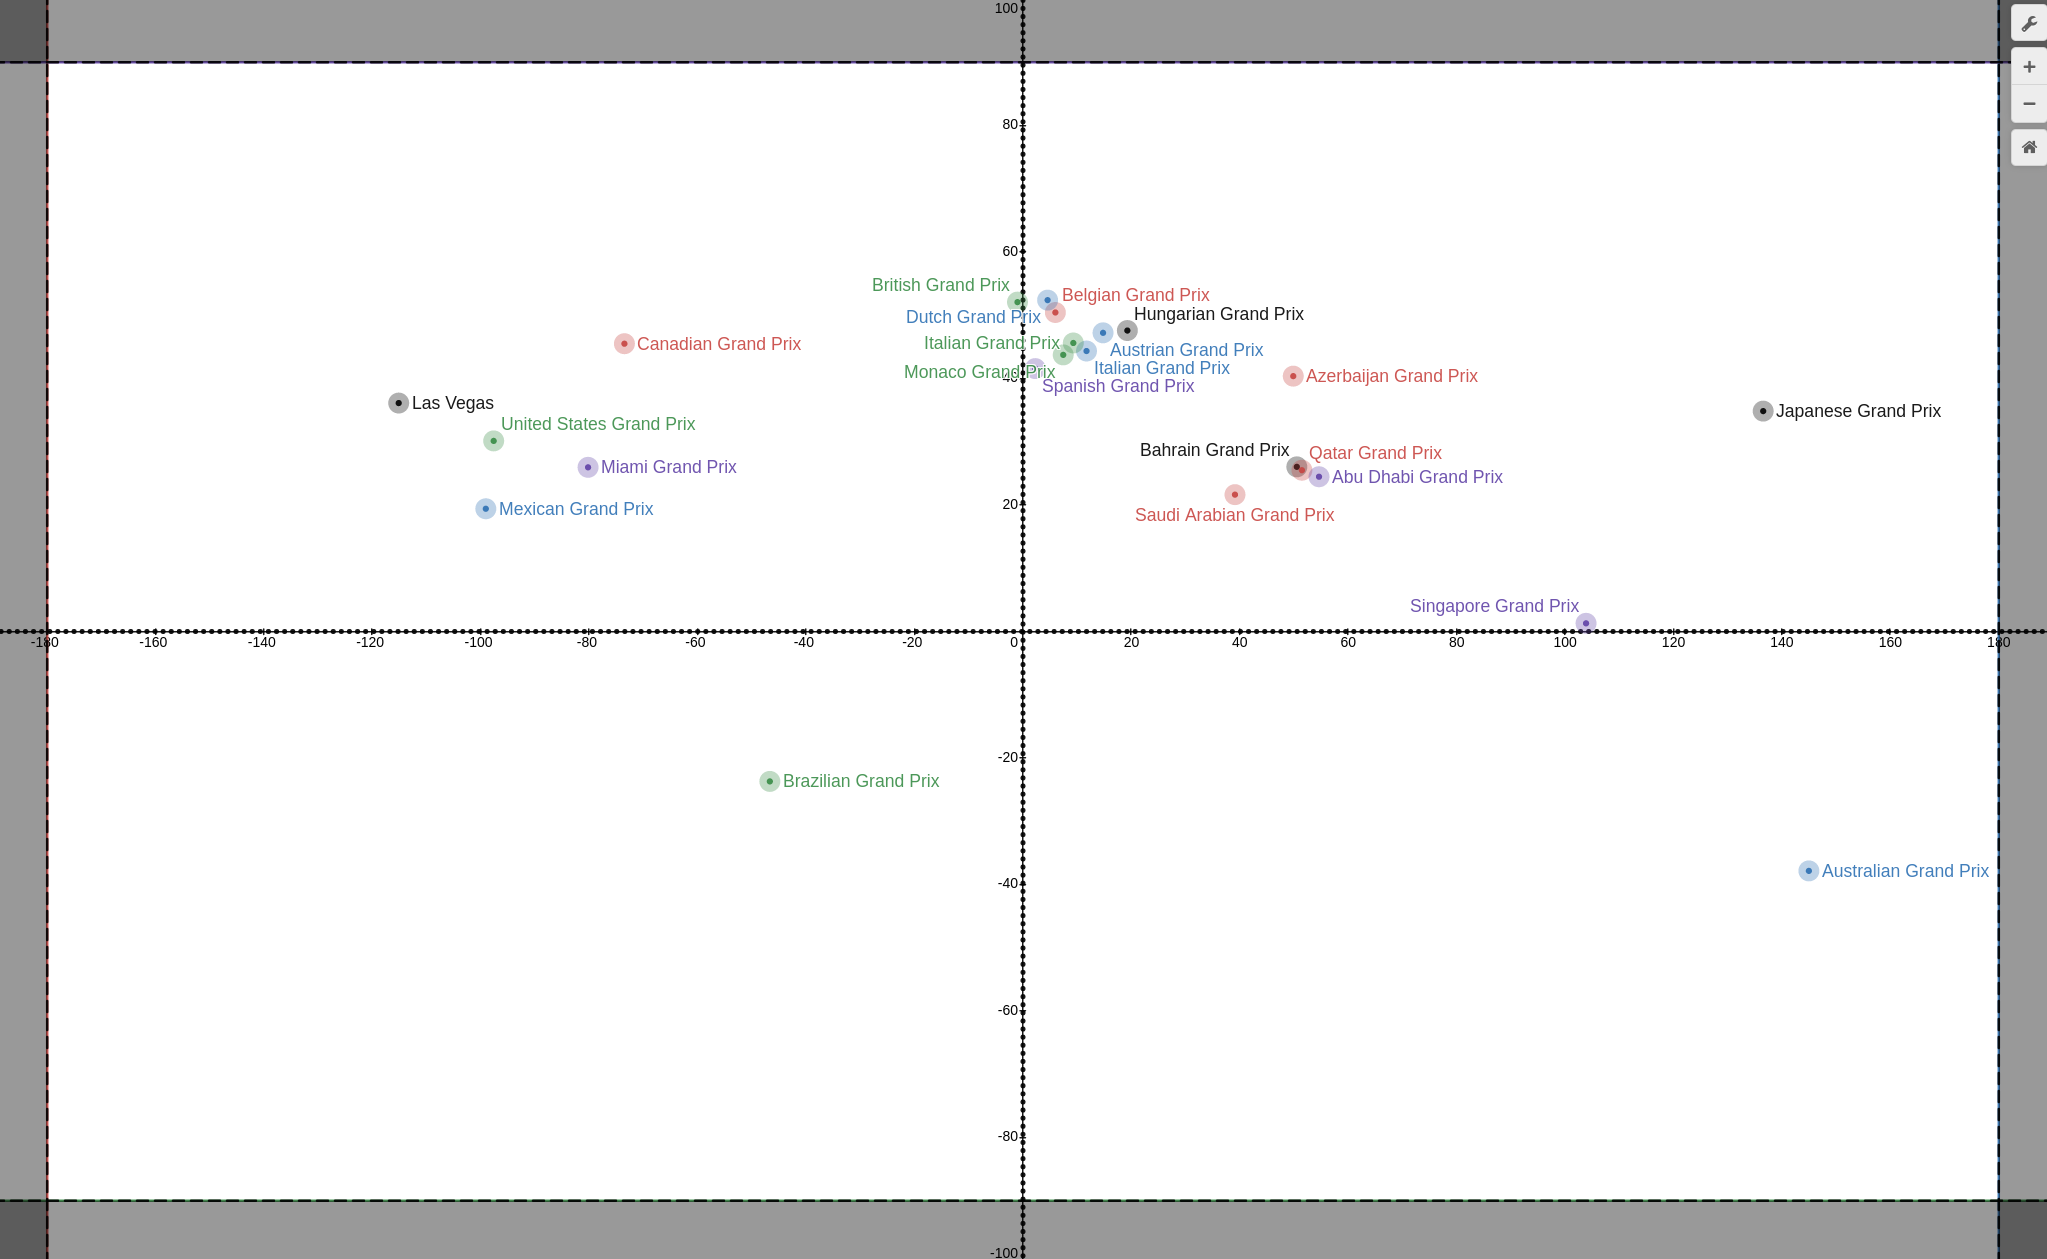 100
80
60
British Grand Prix
Belgian Grand Prix
Dutch Grand Prix
Hungarian Grand Prix
Italian Grand Prix
Canadian Grand Prix
Austrian Grand Prix
Italian Grand Prix
Monaco Grand Prix
40
Azerbaijan Grand Prix
Spanish Grand Prix
Las Vegas
Japanese Grand Prix
United States Grand Prix
Bahrain Grand Prix
Qatar Grand Prix
Miami Grand Prix
Abu Dhabi Grand Prix
20
Mexican Grand Prix
Saudi Arabian Grand Prix
Singapore Grand Prix
-180 -160 -140 -120 -100 -80 -60 -40 -20 0 20 40 60 80 100 120 140 160 180
-20
Brazilian Grand Prix
Australian Grand Prix
-40
-60
-80
-100